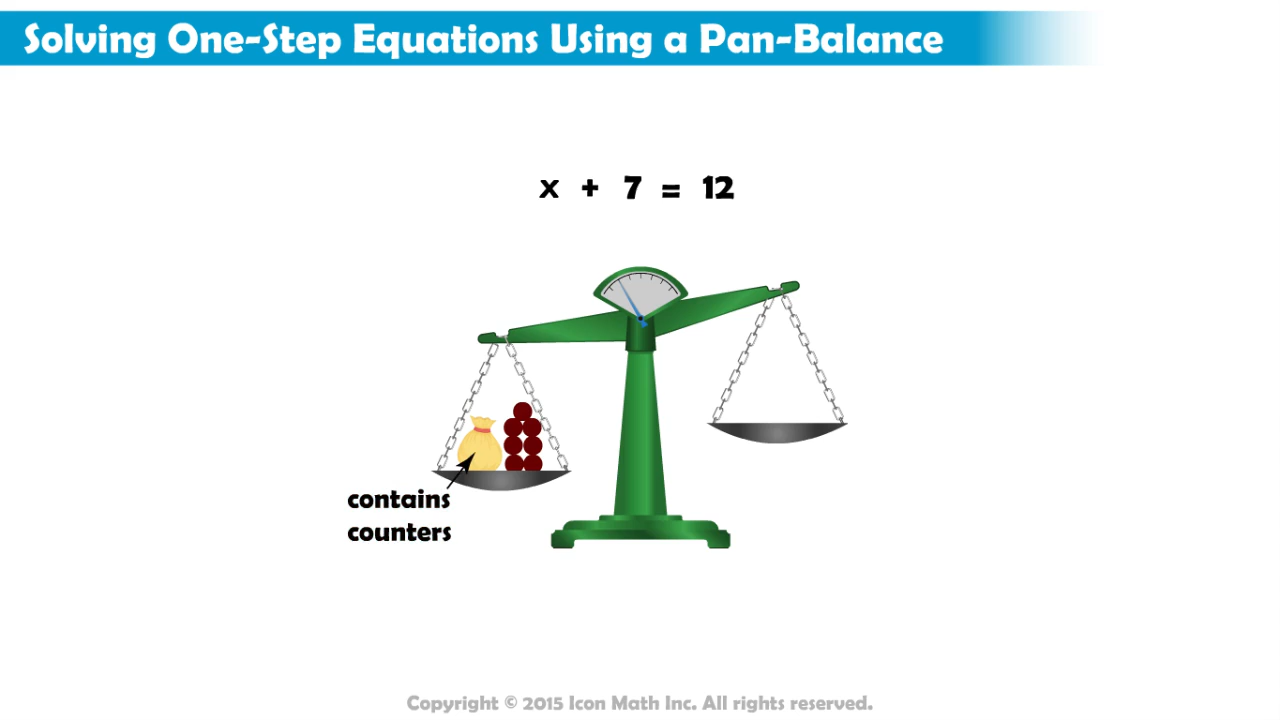 Solving One-Step Equations Using a Pan-Balance
x + 7 = 12
contains
counters
Copyright © 2015 Icon Math Inc. All rights reserved.